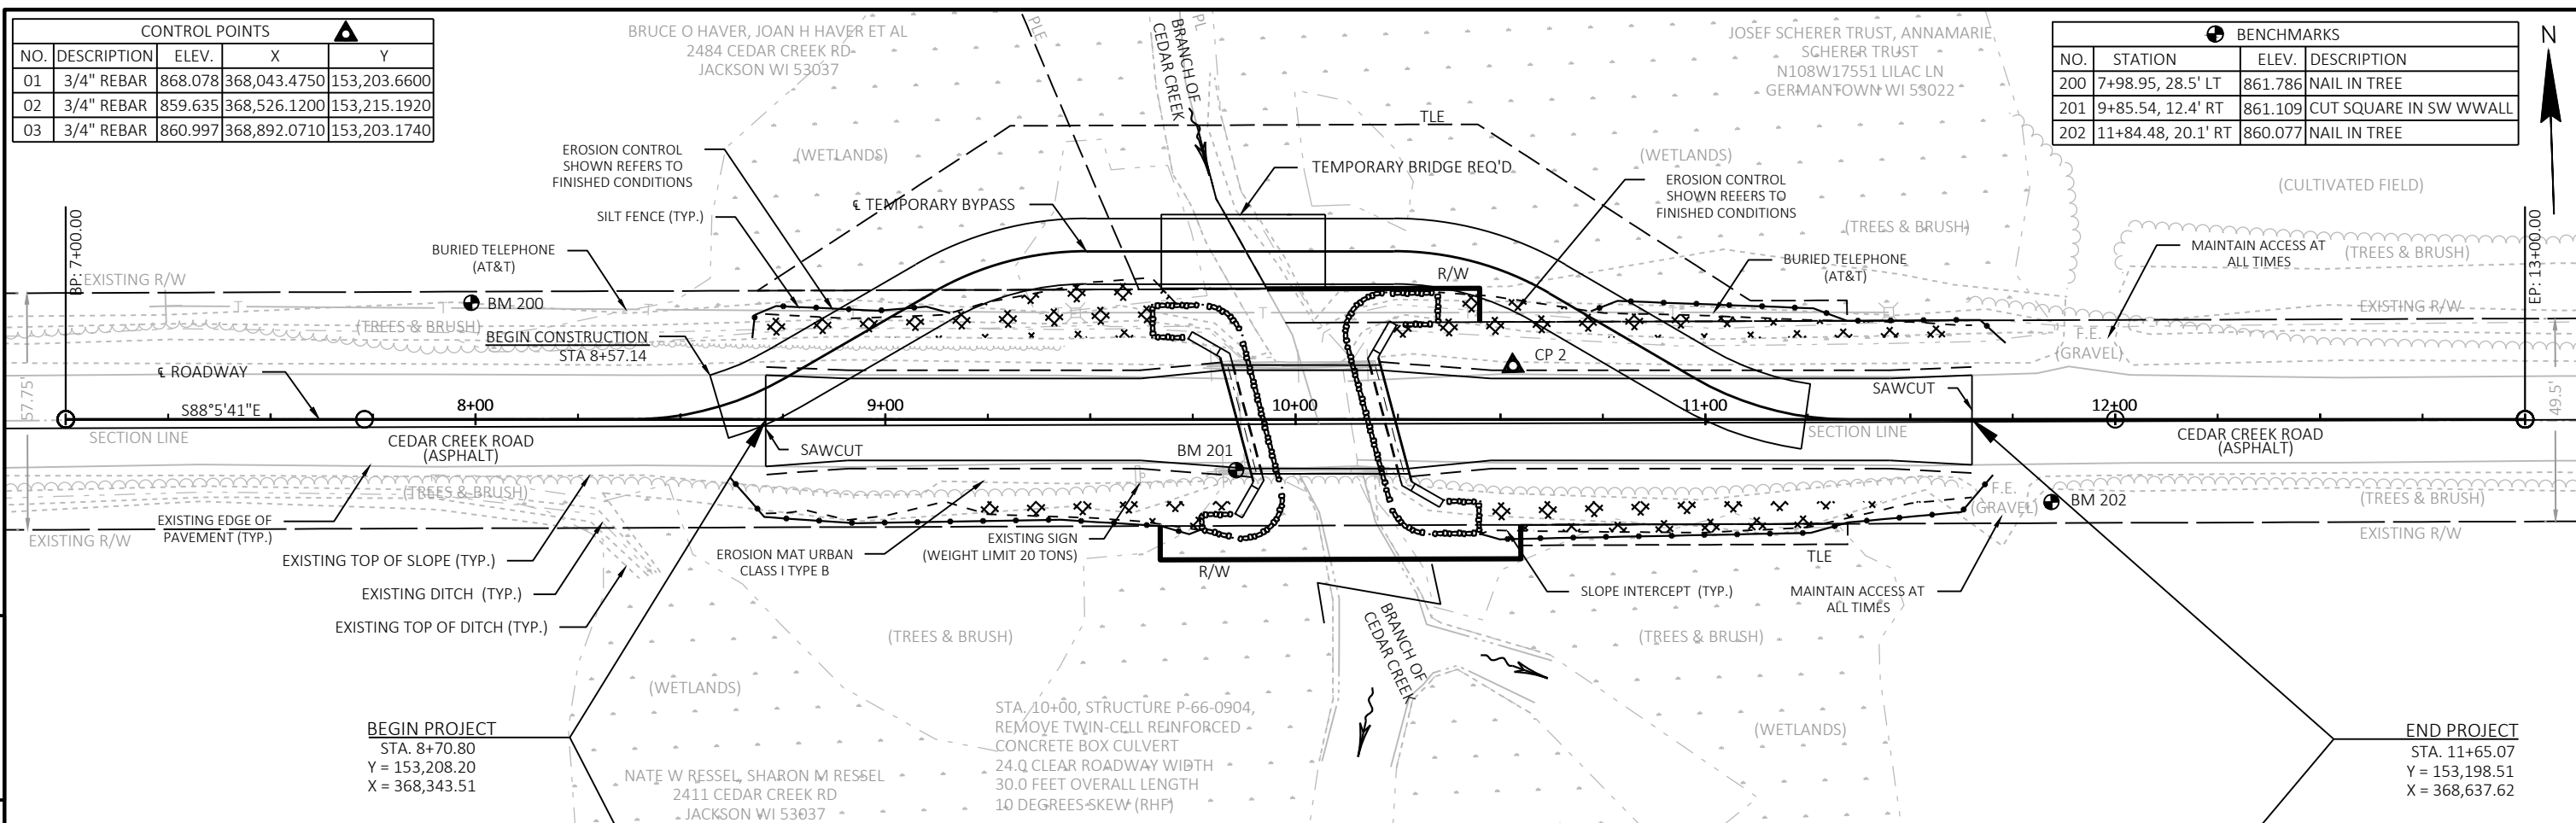 CONTROL POINTS
NO. DESCRIPTION ELEV. X Y
01 3/4" REBAR 868.078 368,043.4750 153,203.6600
02 3/4" REBAR 859.635 368,526.1200 153,215.1920
03 3/4" REBAR 860.997 368,892.0710 153,203.1740
BRUCE O HAVER, JOAN H HAVER ET AL
2484 CEDAR CREEK RD
JACKSON WI 53037
PLE
BRANCH OF
CEDAR CREEK
PL
JOSEF SCHERER TRUST, ANNAMARIE
SCHERER TRUST
N108W17551 LILAC LN
GERMANTOWN WI 53022
BENCHMARKS
NO. STATION ELEV. DESCRIPTION
200 7+98.95, 28.5' LT 861.786 NAIL IN TREE
201 9+85.54, 12.4' RT 861.109 CUT SQUARE IN SW WWALL
202 11+84.48, 20.1' RT 860.077 NAIL IN TREE
N
TLE
EROSION CONTROL
SHOWN REFERS TO
FINISHED CONDITIONS
(WETLANDS)
TEMPORARY BRIDGE REQ'D
(WETLANDS)
EROSION CONTROL
SHOWN REFERS TO
FINISHED CONDITIONS
(CULTIVATED FIELD)
SILT FENCE (TYP.)
℄ TEMPORARY BYPASS
(TREES & BRUSH)
BURIED TELEPHONE
(AT&T)
BURIED TELEPHONE
(AT&T)
MAINTAIN ACCESS AT
ALL TIMES
(TREES & BRUSH)
BP: 7+00.00
EXISTING R/W
R/W
EP: 13+00.00
BM 200
T
T
T
T
EXISTING R/W
(TREES & BRUSH)
BEGIN CONSTRUCTION
STA 8+57.14
CP 2
F.E.
(GRAVEL)
℄ ROADWAY
SAWCUT
57.75'
49.5'
S88°5'41"E
8+00
9+00
10+00
11+00
12+00
SECTION LINE
CEDAR CREEK ROAD
(ASPHALT)
SAWCUT
BM 201
SECTION LINE
CEDAR CREEK ROAD
(ASPHALT)
(TREES & BRUSH)
F.E.
(GRAVEL)
BM 202
(TREES & BRUSH)
EXISTING EDGE OF
PAVEMENT (TYP.)
EXISTING R/W
EXISTING R/W
EXISTING TOP OF SLOPE (TYP.)
EROSION MAT URBAN
CLASS I TYPE B
EXISTING SIGN
(WEIGHT LIMIT 20 TONS)
R/W
TLE
EXISTING DITCH (TYP.)
SLOPE INTERCEPT (TYP.)
MAINTAIN ACCESS AT
ALL TIMES
EXISTING TOP OF DITCH (TYP.)
(TREES & BRUSH)
BRANCH OF
CEDAR CREEK
(TREES & BRUSH)
(WETLANDS)
(WETLANDS)
BEGIN PROJECT
STA. 8+70.80
Y = 153,208.20
X = 368,343.51
STA. 10+00, STRUCTURE P-66-0904,
REMOVE TWIN-CELL REINFORCED
CONCRETE BOX CULVERT
24.0 CLEAR ROADWAY WIDTH
30.0 FEET OVERALL LENGTH
10 DEGREES SKEW (RHF)
END PROJECT
STA. 11+65.07
Y = 153,198.51
X = 368,637.62
NATE W RESSEL, SHARON M RESSEL
2411 CEDAR CREEK RD
JACKSON WI 53037